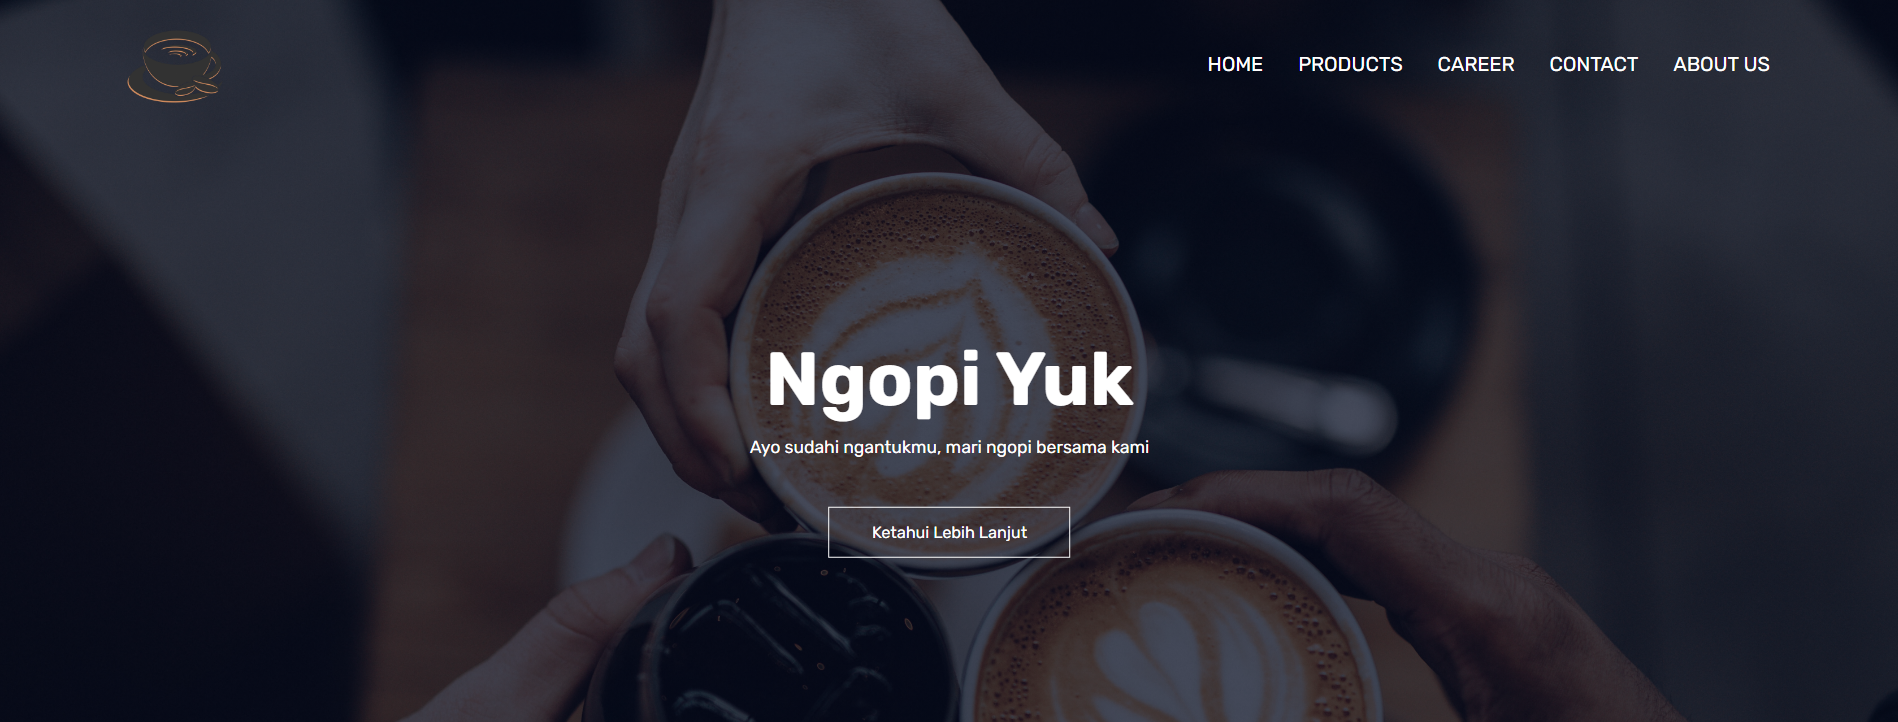 HOME PRODUCTS CAREER CONTACT ABOUT US
Ngopi Yuk
Ayo sudahi ngantukmu, mari ngopi bersama kami
Ketahui Lebih Lanjut